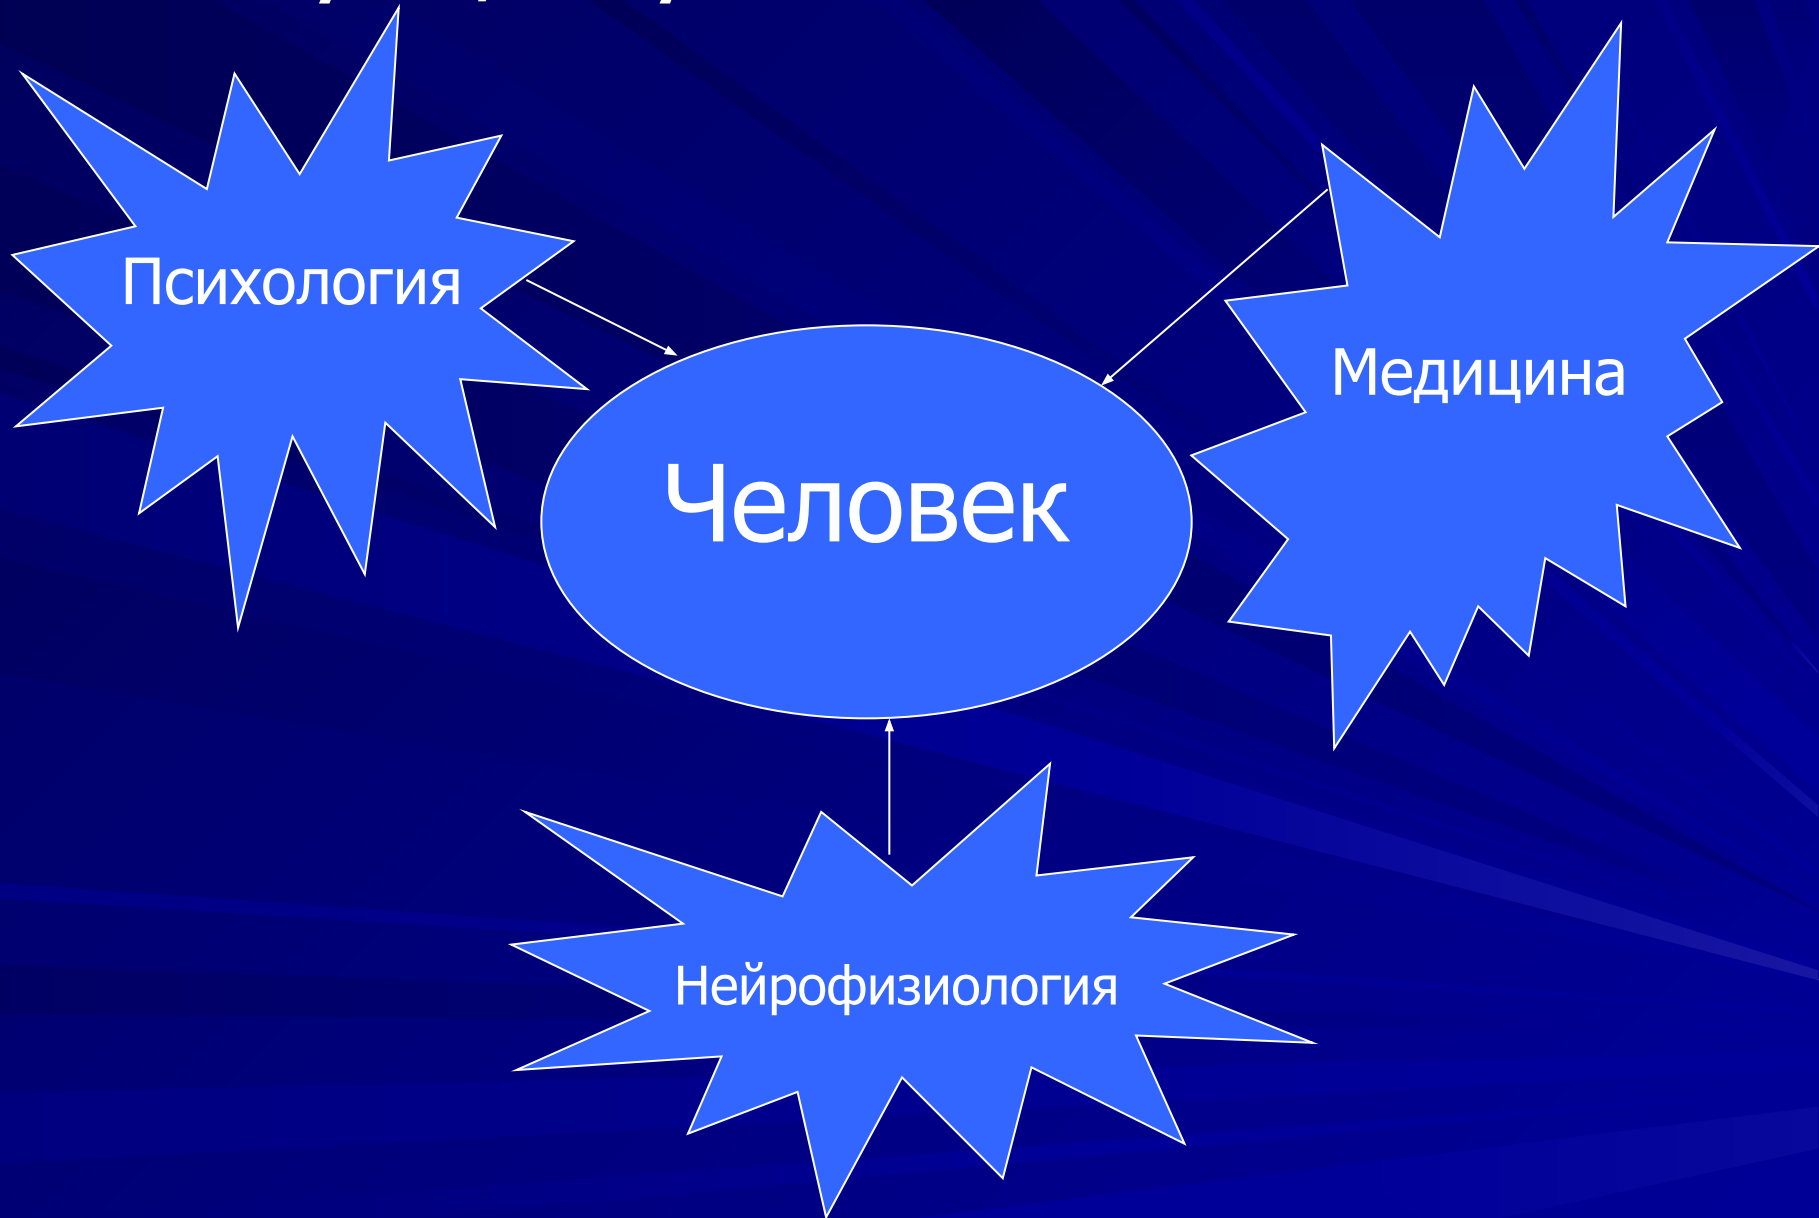 Психология
Медицина
Человек
Нейрофизиология